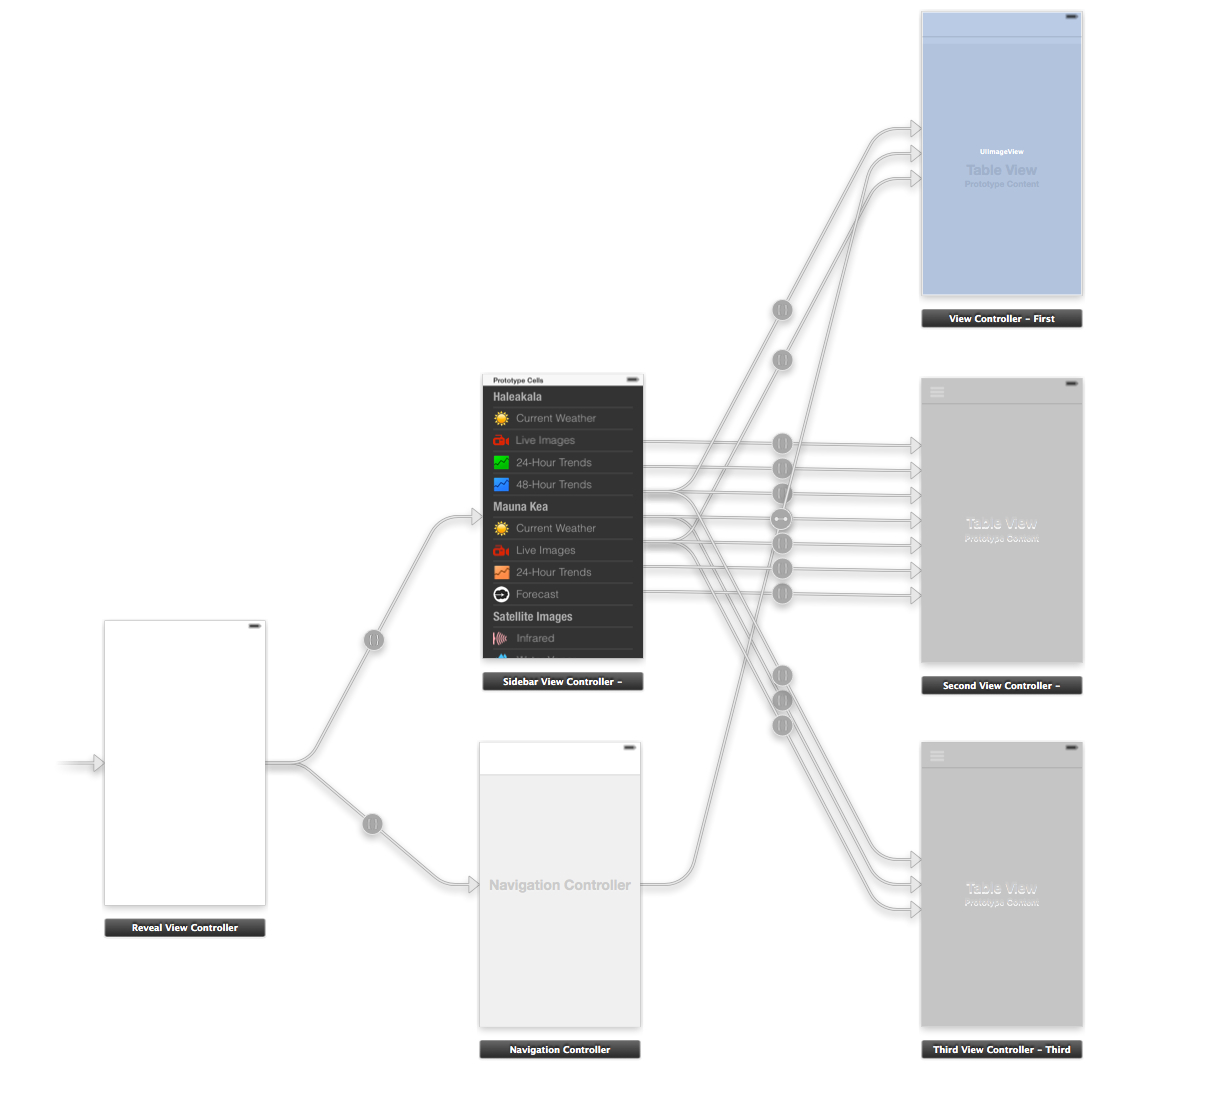 UIImageView
Table View
Prototype Content
View Controller - First
Prototype Cells
Haleakala
Current Weather
Live Images
24-Hour Trends
48-Hour Trends
Mauna Kea
Current Weather
Live Images
24-Hour Trends
Forecast
Satellite Images
Infrared
Sidebar View Controller -
Table View
Prototype Content
Second View Controller -
Reveal View Controller
Navigation Controller
Navigation Controller
Table View
Prototype Content
Third View Controller - Third